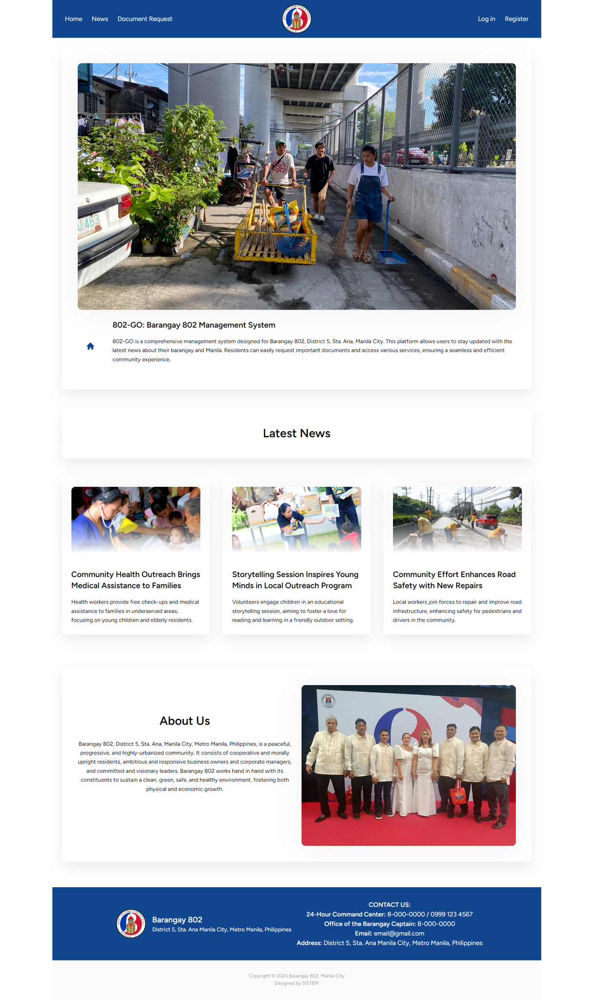 Home News Document Request Log in Register
U·483
802-GO: Barangay 802 Management System
802-GO is a comprehensive management system designed for Barangay 802, District 5, Sta. Ana, Manila City. This platform allows users to stay updated with the
latest news about their barangay and Manila. Residents can easily request important documents and access various services, ensuring a seamless and efficient
community experience.
Latest News
Community Health Outreach Brings
Medical Assistance to Families
Health workers provide free check-ups and medical
assistance to families in underserved areas,
focusing on young children and elderly residents.
Storytelling Session Inspires Young
Minds in Local Outreach Program
Volunteers engage children in an educational
storytelling session, aiming to foster a love for
reading and learning in a friendly outdoor setting.
Community Effort Enhances Road
Safety with New Repairs
Local workers join forces to repair and improve road
infrastructure, enhancing safety for pedestrians and
drivers in the community.
About Us
Barangay 802, District 5, Sta. Ana, Manila City, Metro Manila, Philippines, is a peaceful,
progressive, and highly-urbanized community. It consists of cooperative and morally
upright residents, ambitious and responsive business owners and corporate managers,
and committed and visionary leaders. Barangay 802 works hand in hand with its
constituents to sustain a clean, green, safe, and healthy environment, fostering both
physical and economic growth.
Barangay 802
District 5, Sta. Ana Manila City, Metro Manila, Philippines
CONTACT US:
24-Hour Command Center: 8-000-0000 / 0999 123 4567
Office of the Barangay Captain: 8-000-0000
Email: email@gmail.com
Address: District 5, Sta. Ana Manila City, Metro Manila, Philippines
Copyright © 2024 Barangay 802, Manila City
Designed by SISTEM